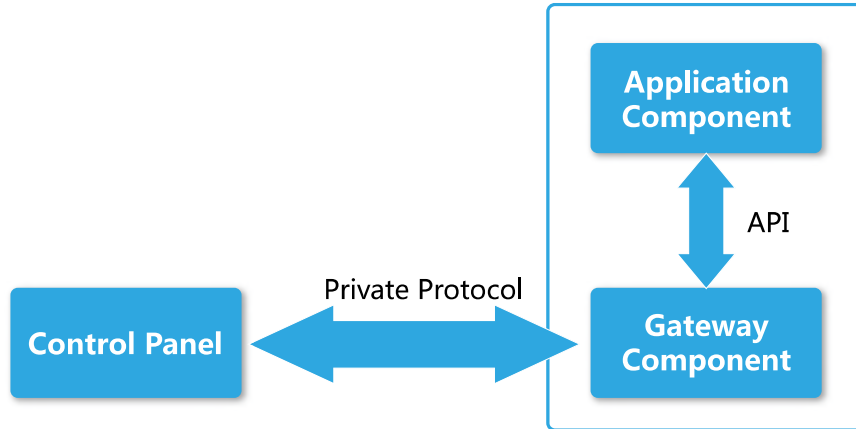 Application
Component
API
Private Protocol
Control Panel
Gateway
Component